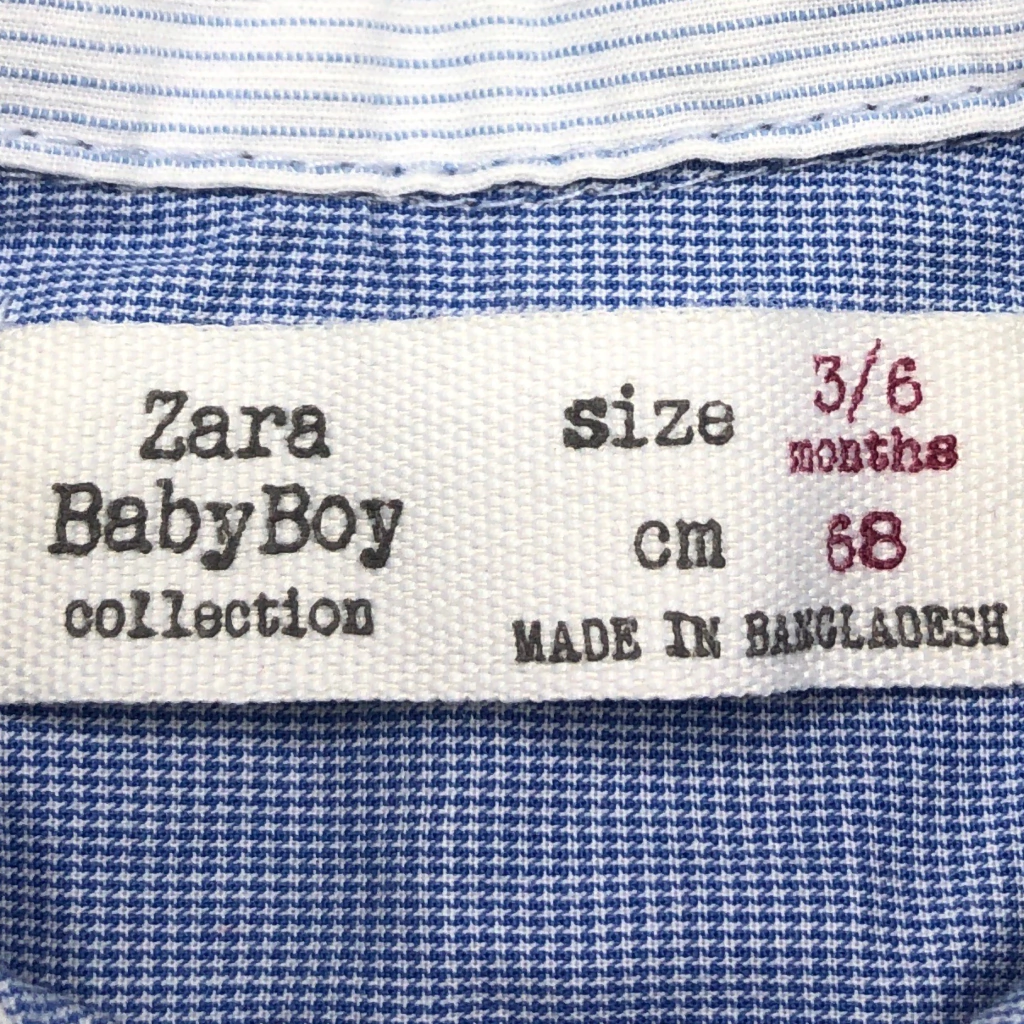 Zara
BabyBoy
collection
size 3/6
months
cm 68
MADE IN BANGLADESH